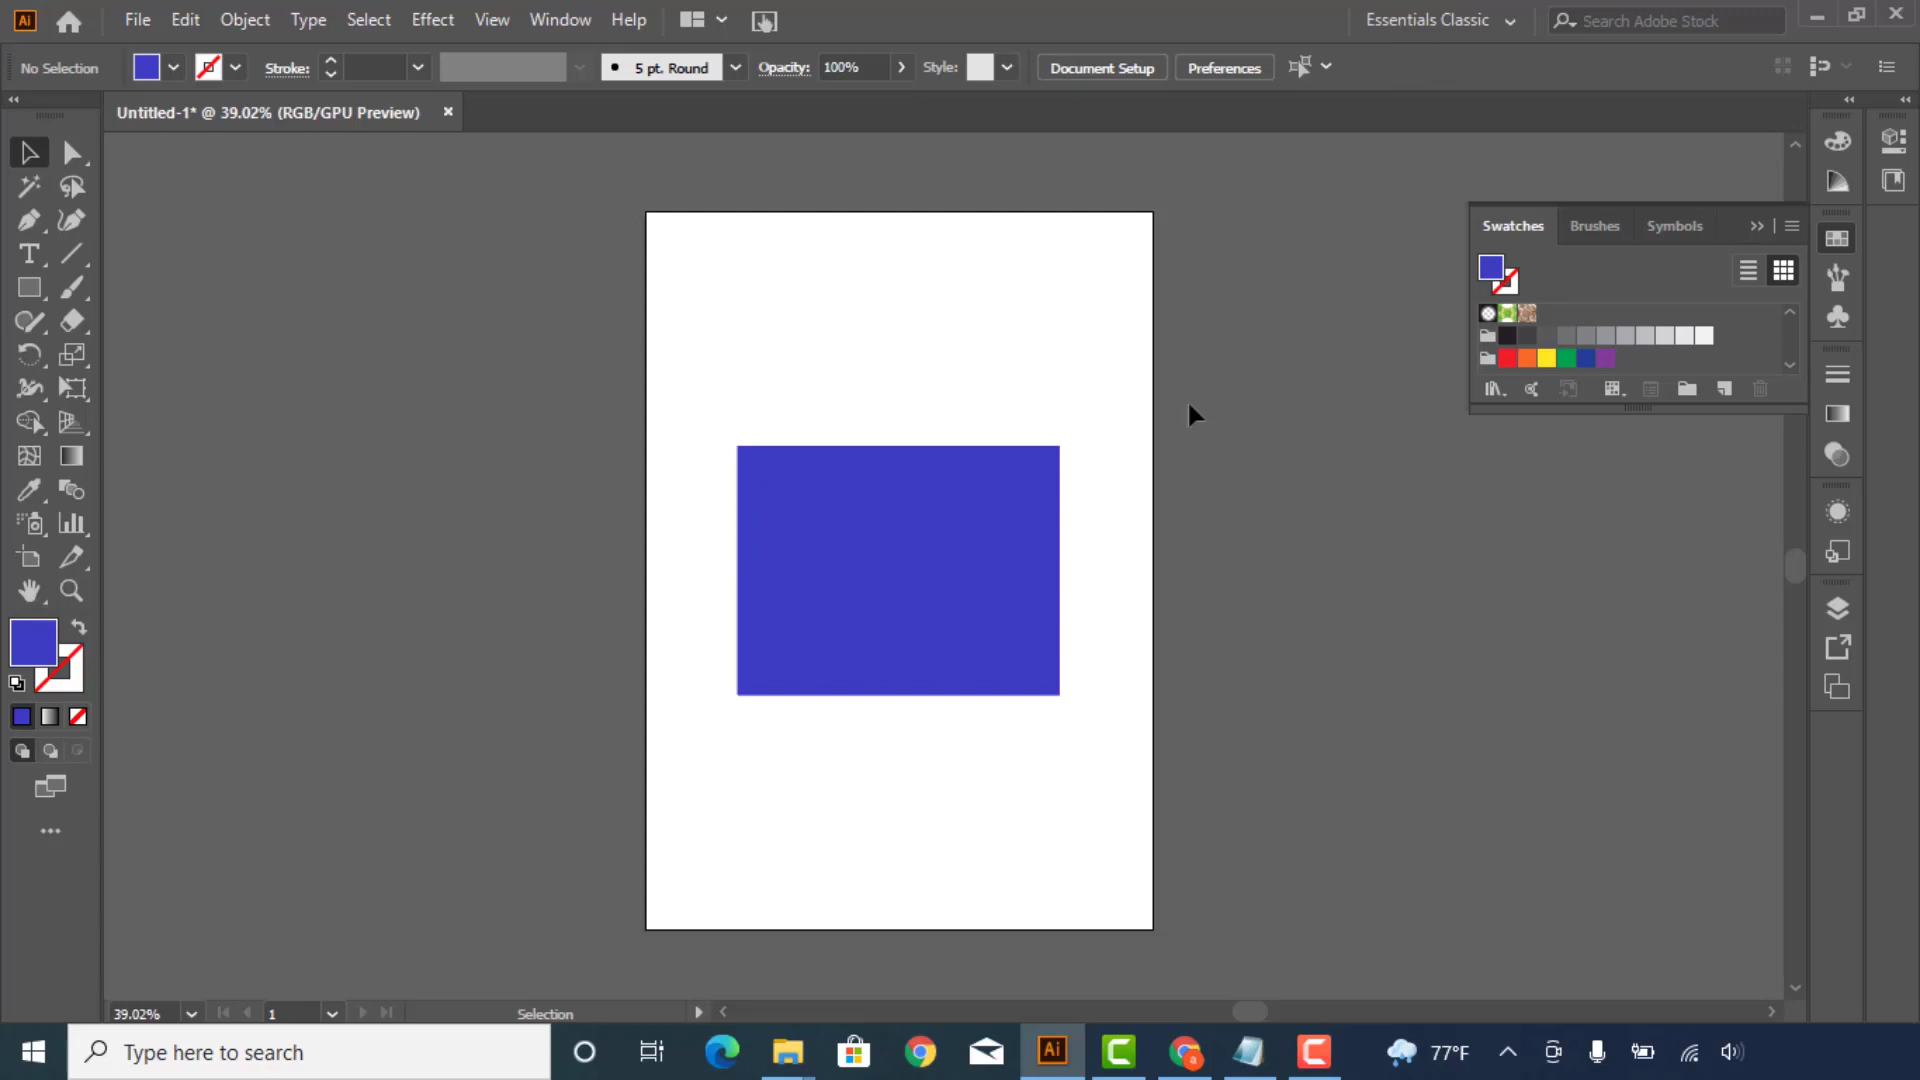 Ai File Edit Object Type Select Effect View Window Help Essentials Classic Search Adobe Stock
No Selection Stroke: 5 pt. Round Opacity: 100% Style: Document Setup Preferences
Untitled-1* @ 39.02% (RGB/GPU Preview)
Swatches Brushes Symbols
39.02% 1 Selection
Type here to search Ai 77°F